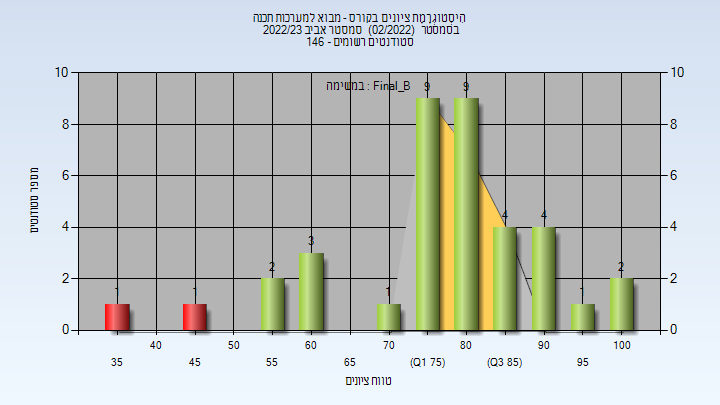 הִיסְטוֹגְרָמַת ציונים בקורס - מבוא למערכות תכנה
בסמסטר (02/2022) סמסטר אביב 2022/23
סטודנטים רשומים - 146
במשימה : Final_B
מספר סטודנטים
10 10
8 8
6 6
4 4
2 2
0 0
1 1 2 3 1 9 9 4 4 1 2
40 50 60 70 80 90 100
35 45 55 65 (Q1 75) (Q3 85) 95
טווח ציונים